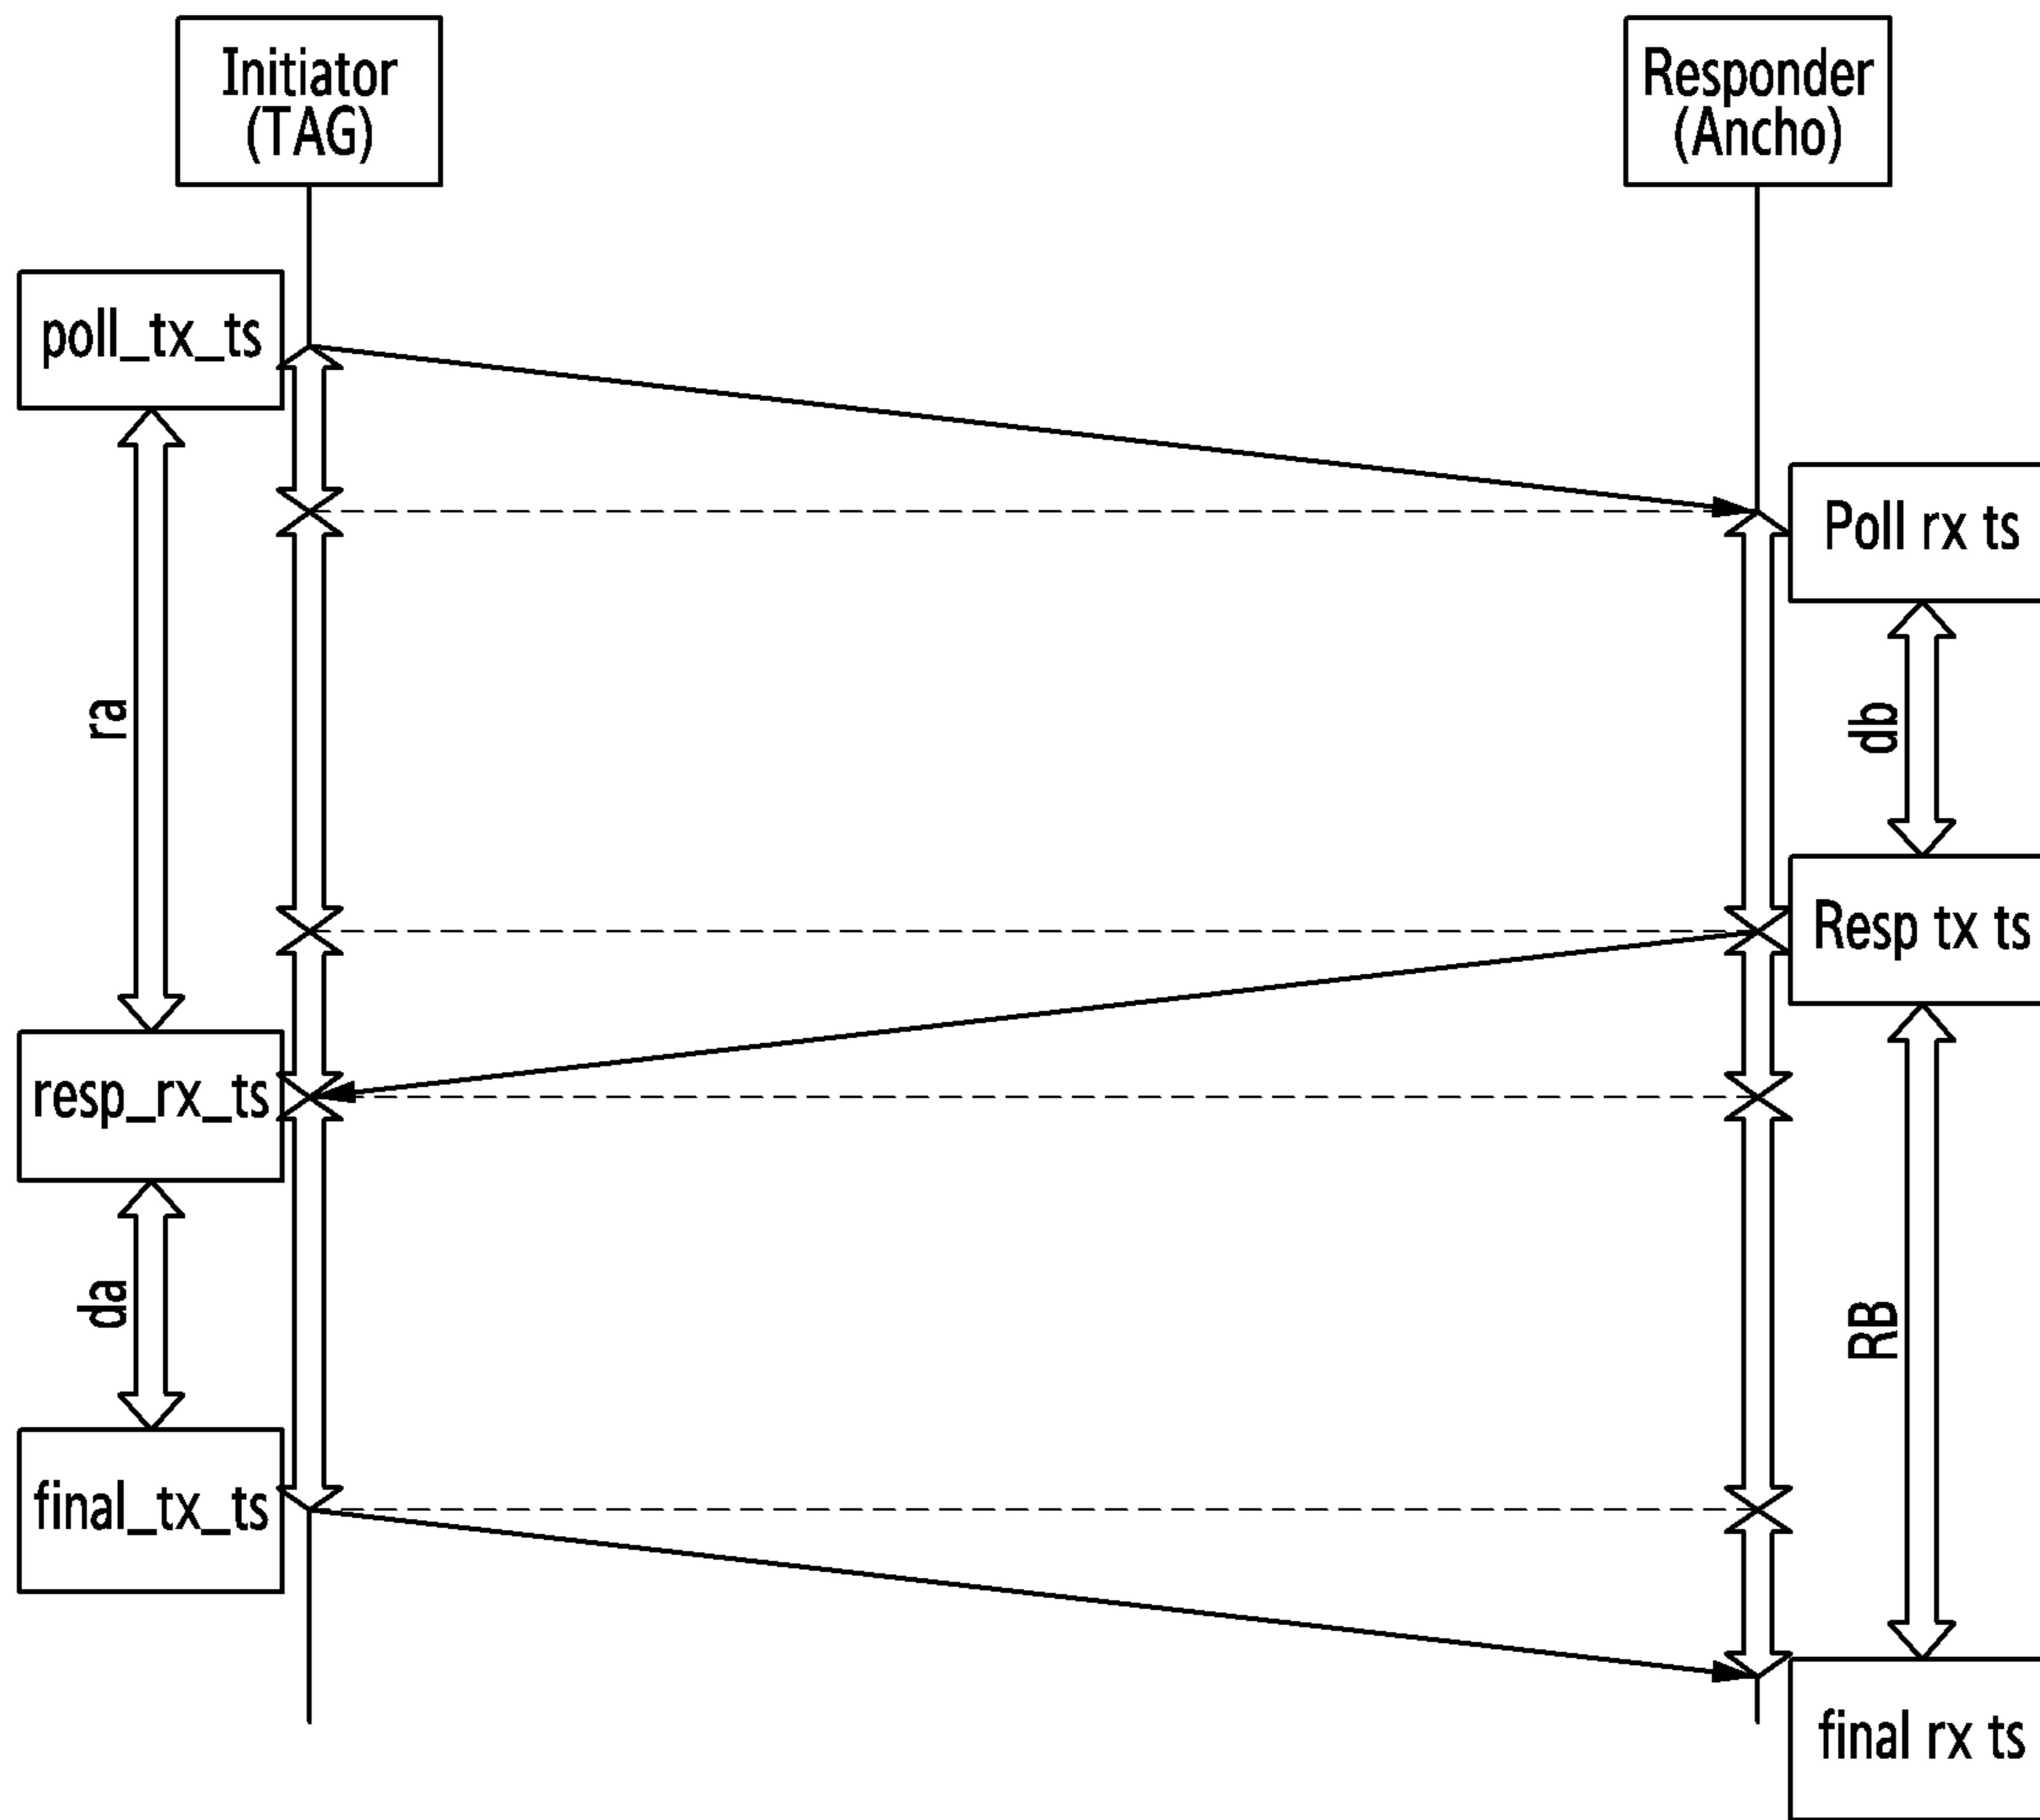 Initiator
(TAG)
Responder
(Ancho)
poll_tx_ts
Poll rx ts
ra
db
Resp tx ts
resp_rx_ts
da
RB
final_tx_ts
final rx ts